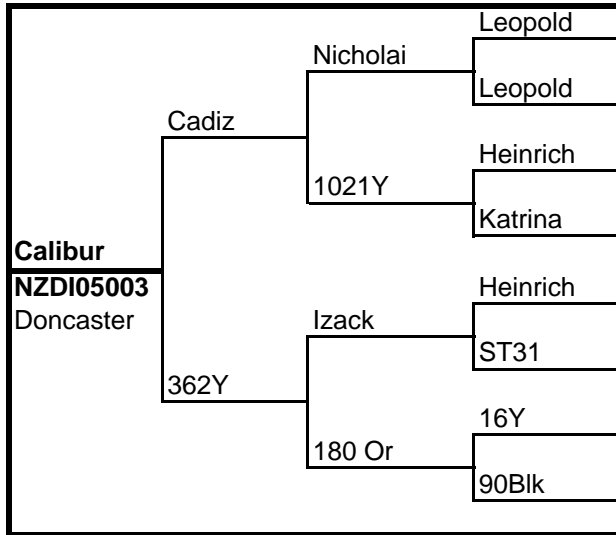 Leopold
Nicholai
Leopold
Cadiz
Heinrich
1021Y
Katrina
Calibur
NZDI05003
Heinrich
Doncaster
Izack
ST31
362Y
16Y
180 Or
90Blk